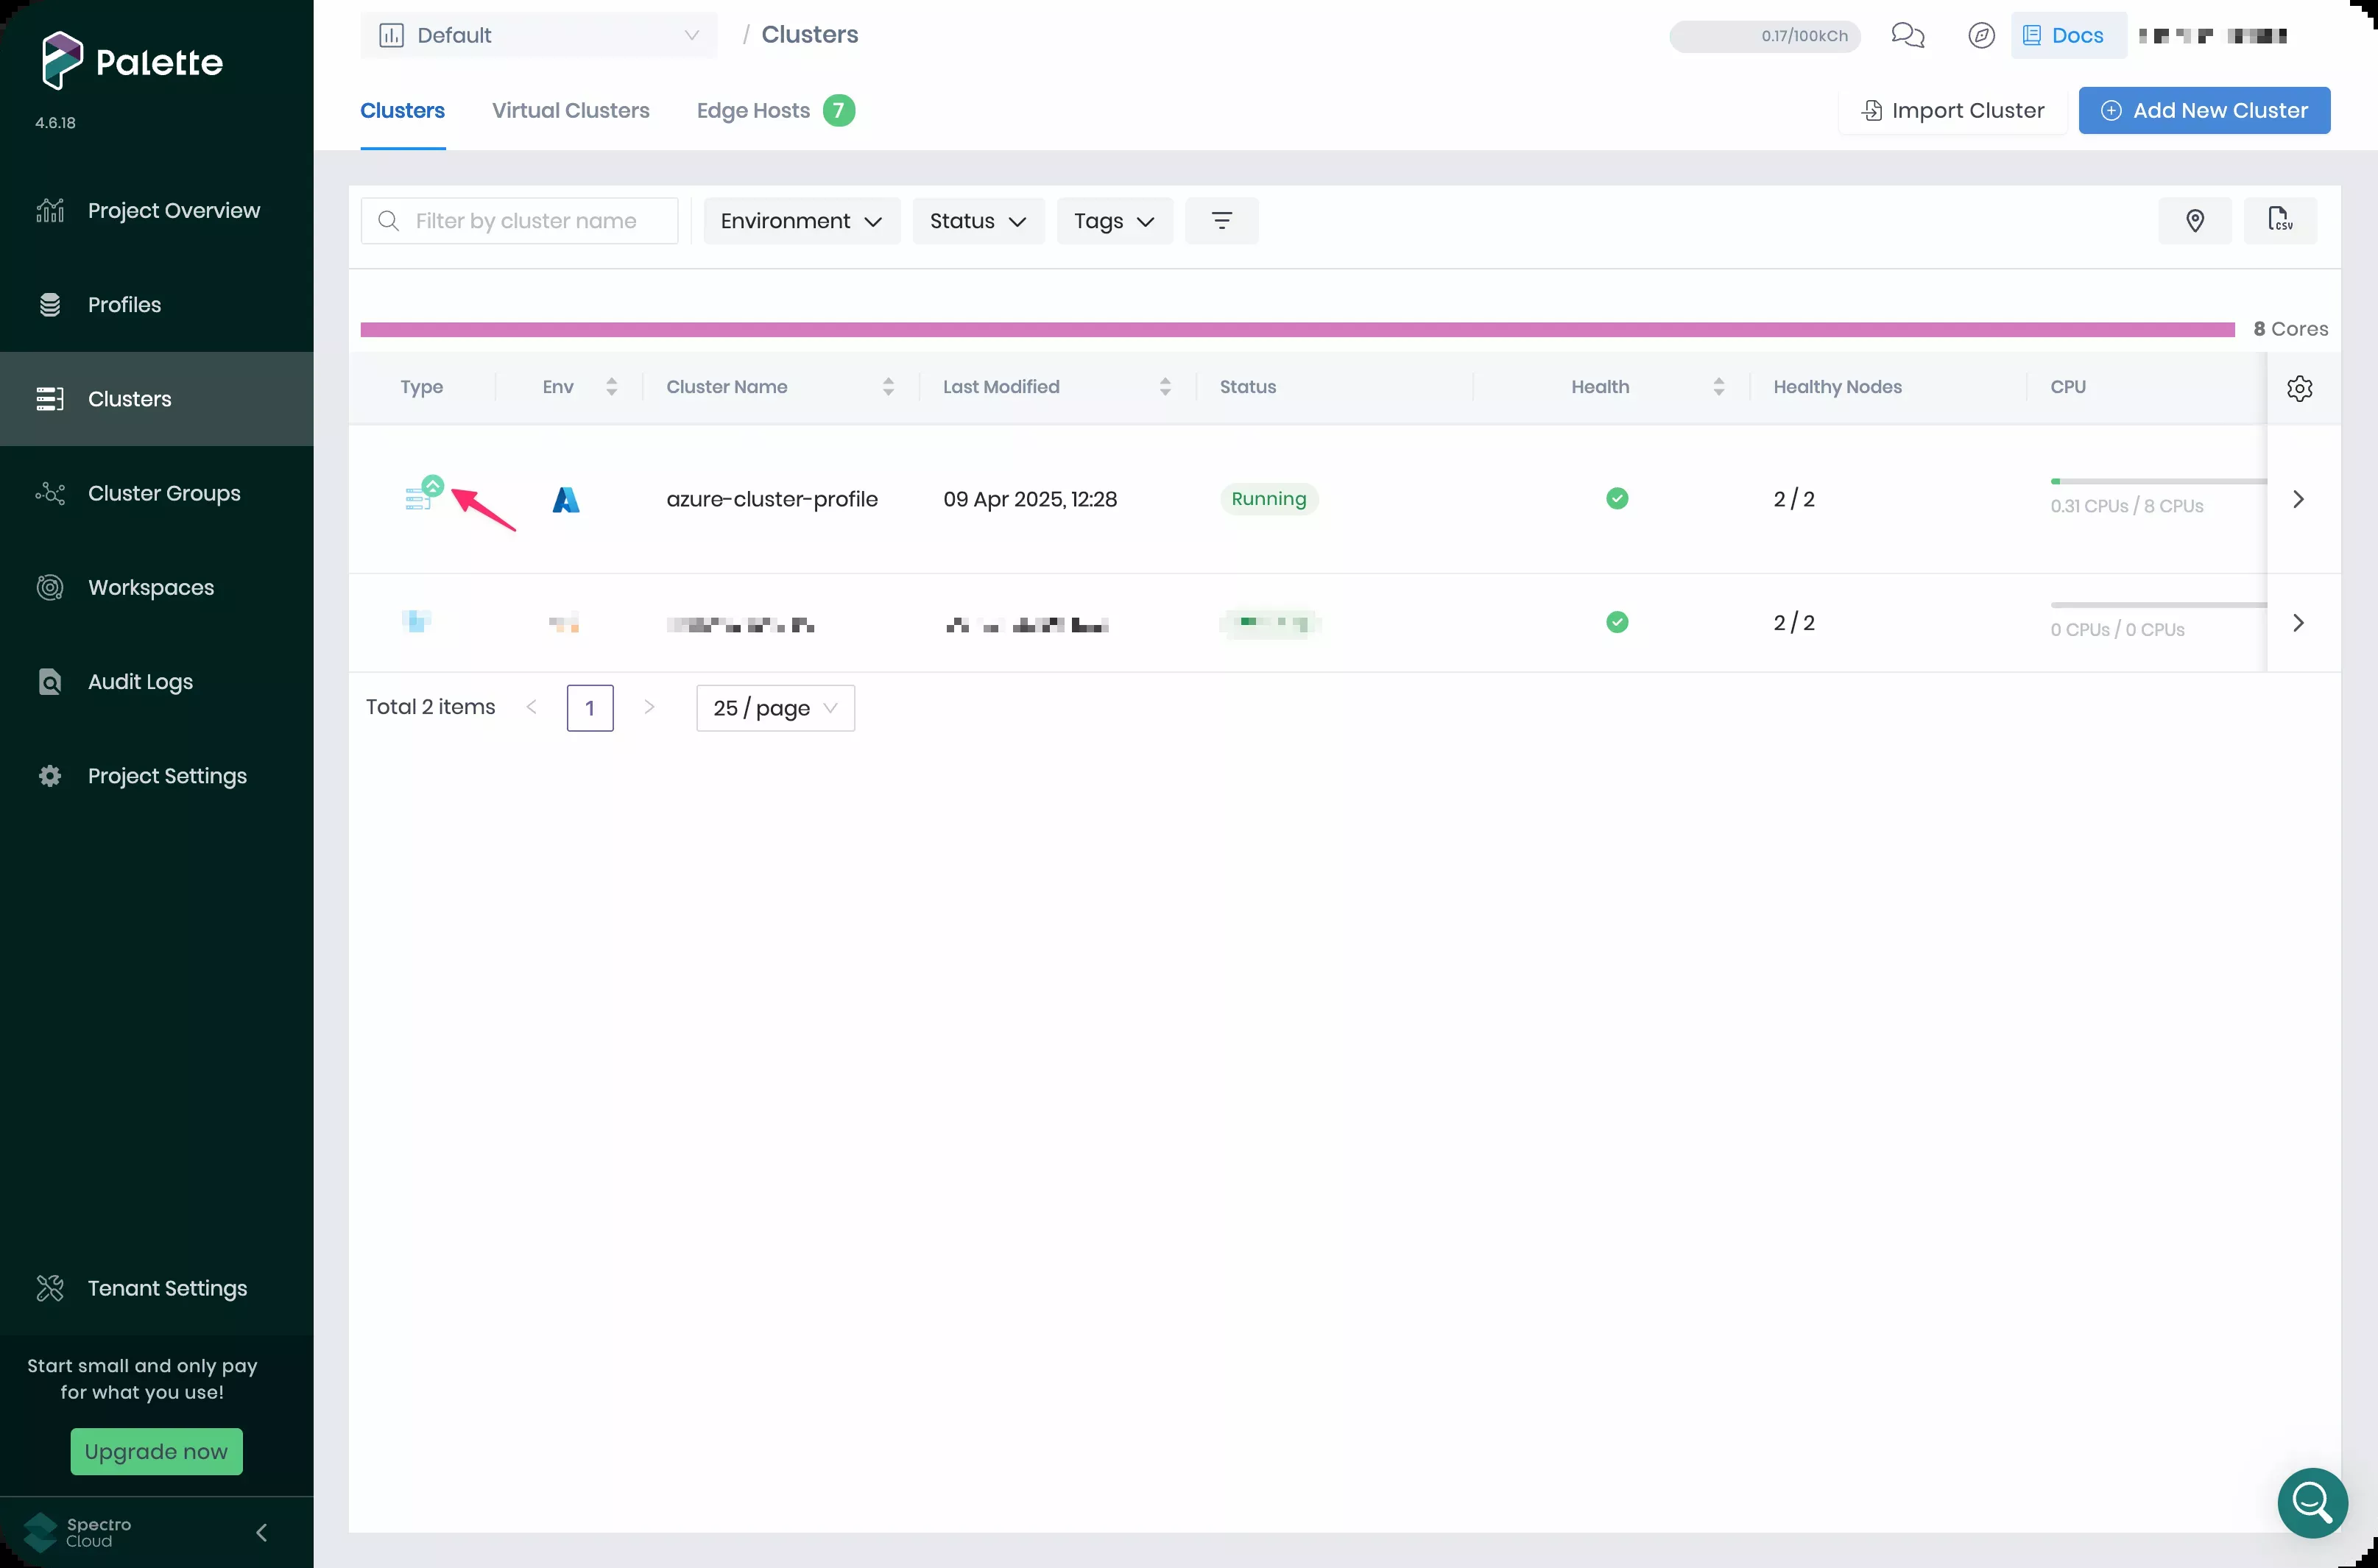 Palette
4.6.18
Project Overview
Profiles
Clusters
Cluster Groups
Workspaces
Audit Logs
Project Settings
Tenant Settings
Start small and only pay
for what you use!
Upgrade now
Spectro
Cloud
Default / Clusters
0.17/100kCh
Docs
Clusters Virtual Clusters Edge Hosts 7
Import Cluster
Add New Cluster
Filter by cluster name
Environment Status Tags
CSV
8 Cores
Type Env Cluster Name Last Modified Status Health Healthy Nodes CPU
azure-cluster-profile 09 Apr 2025, 12:28 Running 2 / 2 0.31 CPUs / 8 CPUs
2 / 2 0 CPUs / 0 CPUs
Total 2 items 1 25 / page